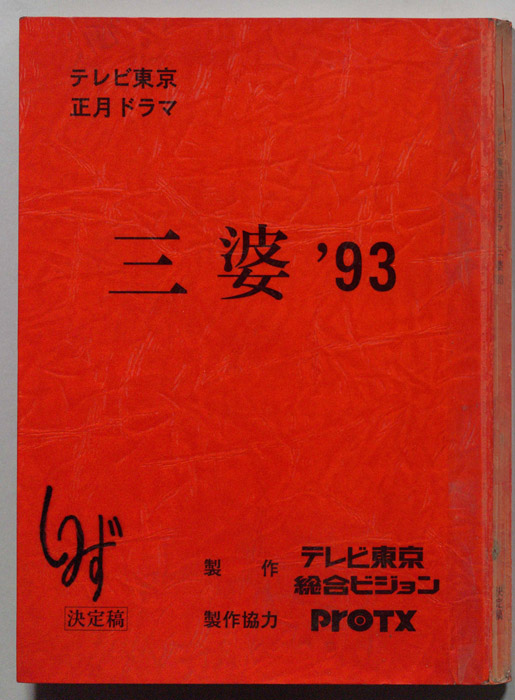 テレビ東京
正月ドラマ
三婆 '93
しみず
決定稿
製作 テレビ東京
総合ビジョン
製作協力 PROTX